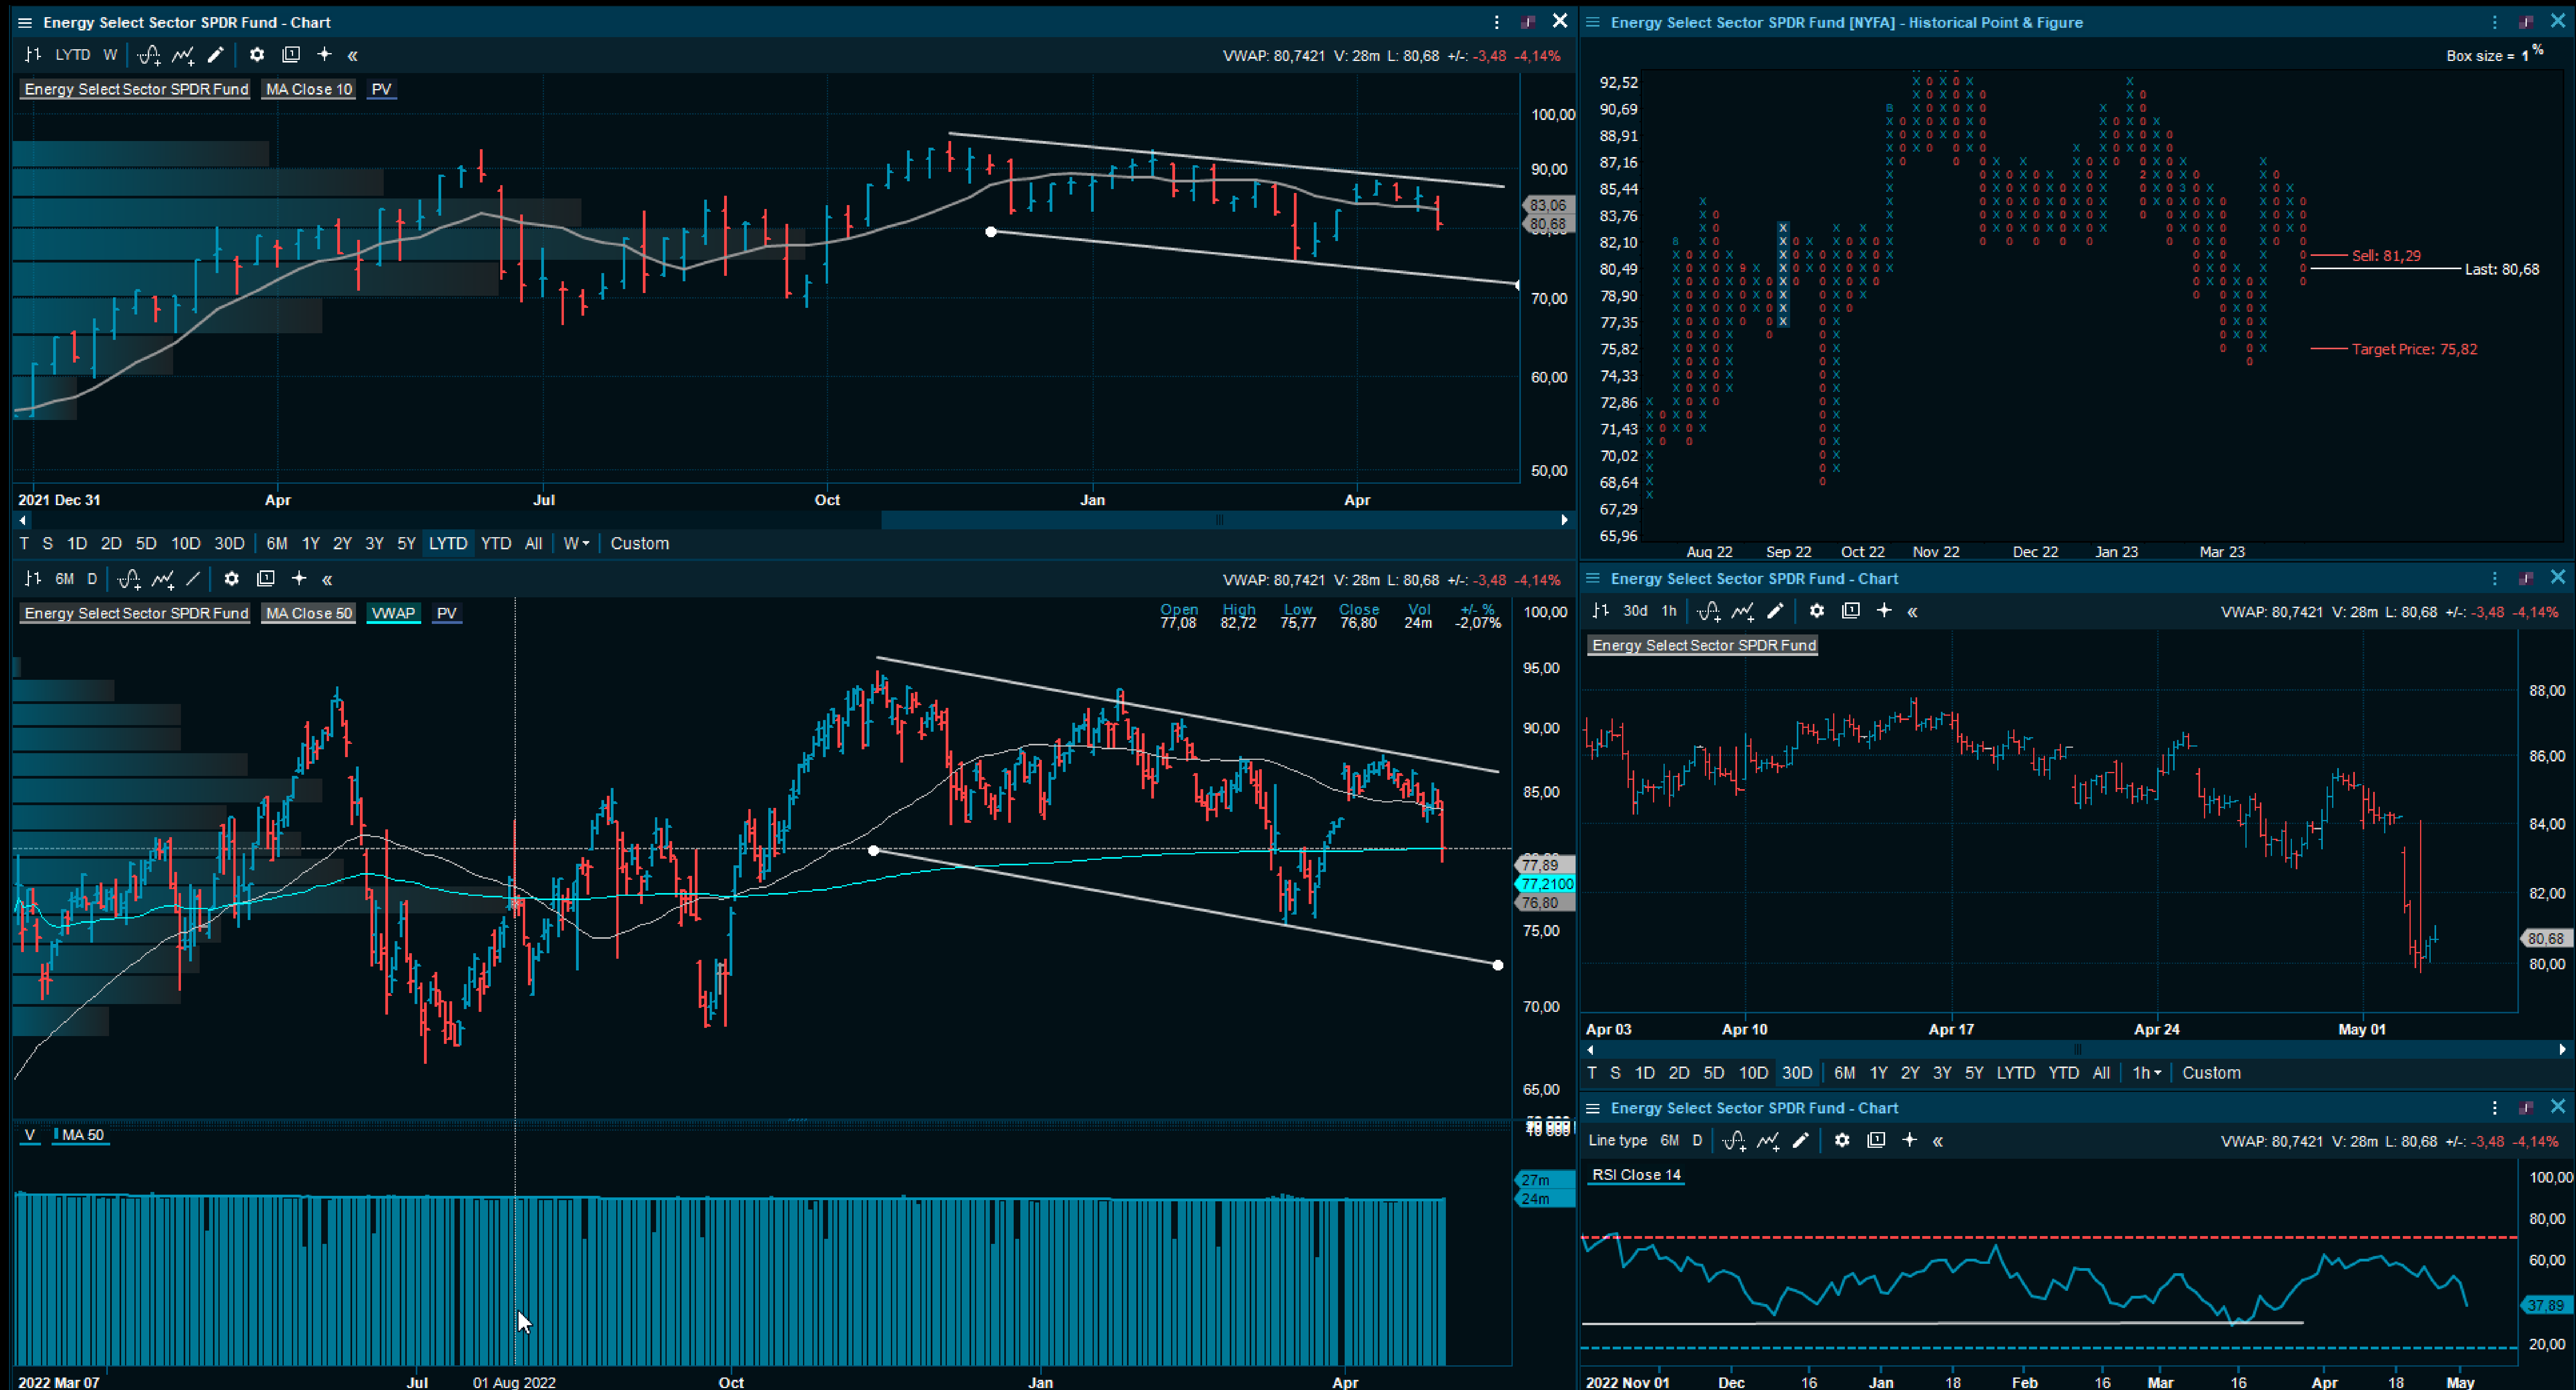 Energy Select Sector SPDR Fund - Chart
LYTD W
VWAP: 80,7421 V: 28m L: 80,68 +/-: -3,48 -4,14%
Energy Select Sector SPDR Fund MA Close 10 PV
100,00
90,00
83,06
80,68
70,00
60,00
50,00
2021 Dec 31 Apr Jul Oct Jan Apr
T S 1D 2D 5D 10D 30D 6M 1Y 2Y 3Y 5Y LYTD YTD All W Custom
6M D
VWAP: 80,7421 V: 28m L: 80,68 +/-: -3,48 -4,14%
Energy Select Sector SPDR Fund MA Close 50 VWAP PV
Open High Low Close Vol +/- %
77,08 82,72 75,77 76,80 24m -2,07%
100,00
95,00
90,00
85,00
77,89
77,2100
76,80
75,00
70,00
65,00
V MA 50
27m
24m
2022 Mar 07 Jul 01 Aug 2022 Oct Jan Apr
Energy Select Sector SPDR Fund [NYFA] - Historical Point & Figure
Box size = 1 %
92,52
90,69
88,91
87,16
85,44
83,76
82,10
80,49
78,90
77,35
75,82
74,33
72,86
71,43
70,02
68,64
67,29
65,96
Sell: 81,29
Last: 80,68
Target Price: 75,82
Aug 22 Sep 22 Oct 22 Nov 22 Dec 22 Jan 23 Mar 23
Energy Select Sector SPDR Fund - Chart
30d 1h
VWAP: 80,7421 V: 28m L: 80,68 +/-: -3,48 -4,14%
Energy Select Sector SPDR Fund
88,00
86,00
84,00
82,00
80,68
80,00
Apr 03 Apr 10 Apr 17 Apr 24 May 01
T S 1D 2D 5D 10D 30D 6M 1Y 2Y 3Y 5Y LYTD YTD All 1h Custom
Energy Select Sector SPDR Fund - Chart
Line type 6M D
VWAP: 80,7421 V: 28m L: 80,68 +/-: -3,48 -4,14%
RSI Close 14
100,00
80,00
60,00
37,89
20,00
2022 Nov 01 Dec 16 Jan 18 Feb 16 Mar 16 Apr 18 May